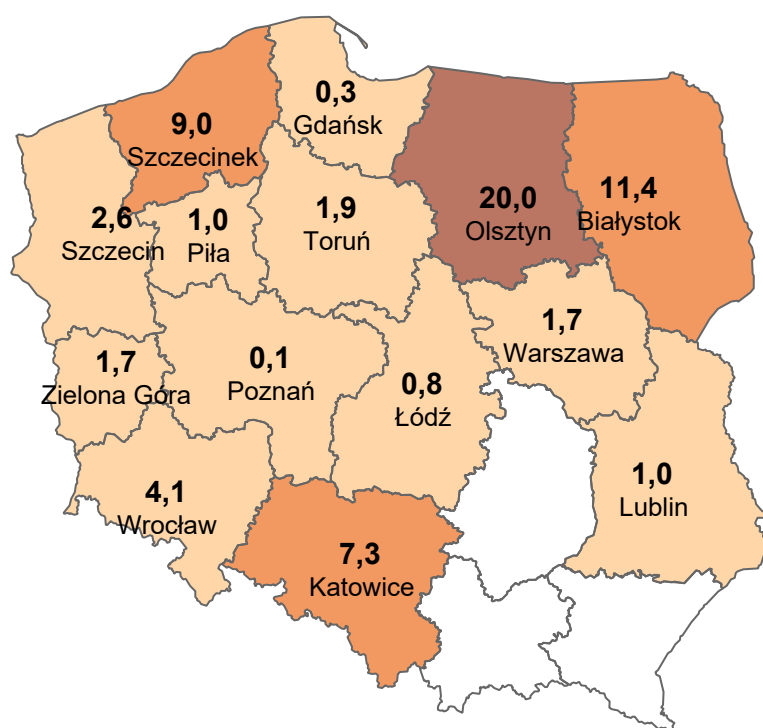 0,3
Gdańsk
9,0
Szczecinek
20,0
Olsztyn
11,4
Białystok
2,6
Szczecin
1,0
Piła
1,9
Toruń
1,7
Warszawa
1,7
Zielona Góra
0,1
Poznań
0,8
Łódź
1,0
Lublin
4,1
Wrocław
7,3
Katowice